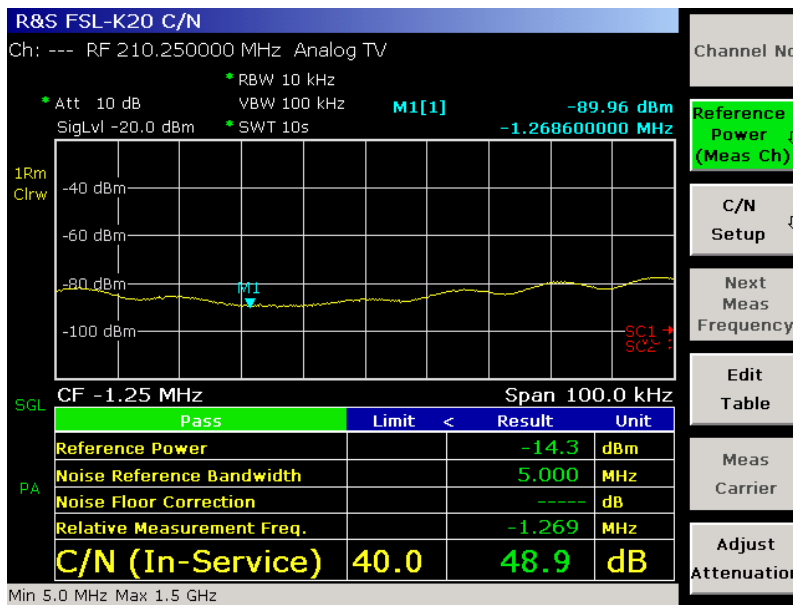 R&S FSL-K20 C/N
Ch: --- RF 210.250000 MHz Analog TV
* RBW 10 kHz
* Att 10 dB VBW 100 kHz M1[1] -89.96 dBm
SigLvl -20.0 dBm * SWT 10s -1.268600000 MHz
1Rm
Clrw
-40 dBm
-60 dBm
-80 dBm
M1
-100 dBm
SC1
SC2
SGL
CF -1.25 MHz Span 100.0 kHz
Pass Limit < Result Unit
Reference Power -14.3 dBm
Noise Reference Bandwidth 5.000 MHz
PA
Noise Floor Correction ----- dB
Relative Measurement Freq. -1.269 MHz
C/N (In-Service) 40.0 48.9 dB
Min 5.0 MHz Max 1.5 GHz
Channel No
Reference
Power
(Meas Ch)
C/N
Setup
Next
Meas
Frequency
Edit
Table
Meas
Carrier
Adjust
Attenuation